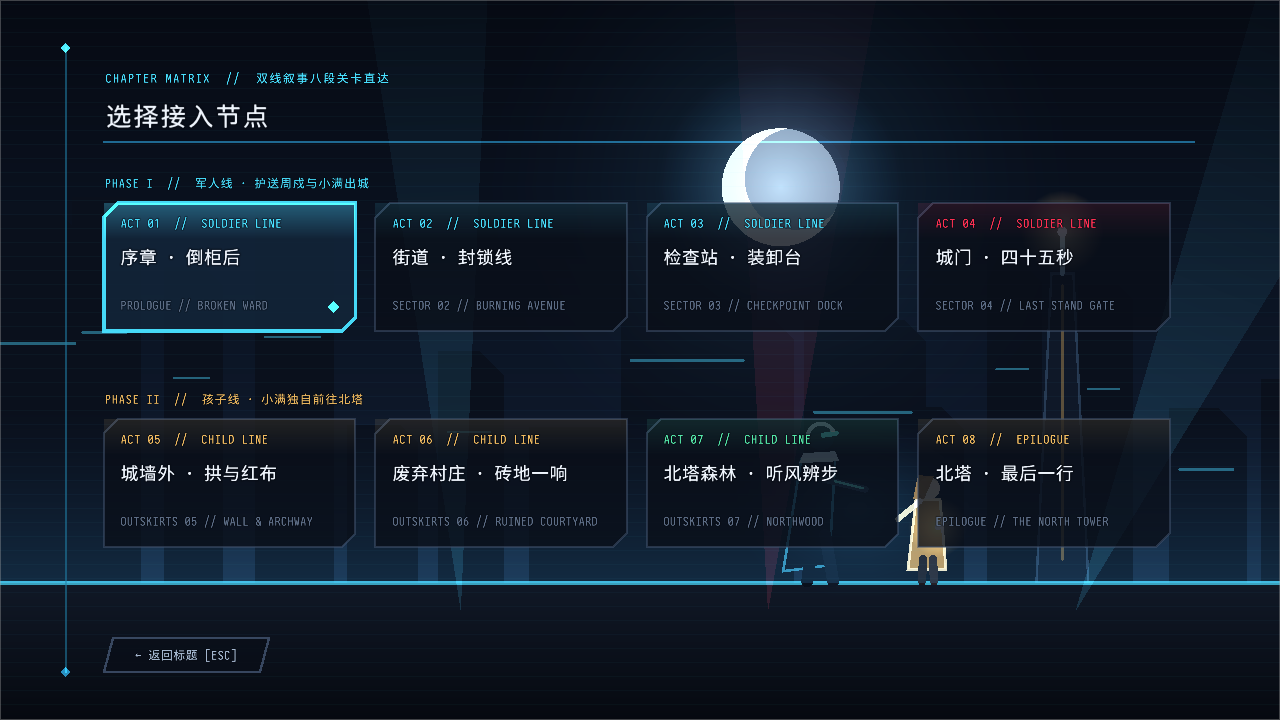 CHAPTER MATRIX // 双线叙事八段关卡直达
选择接入节点
PHASE I // 军人线 · 护送周戍与小满出城
ACT 01 // SOLDIER LINE
序章 · 倒柜后
PROLOGUE // BROKEN WARD
ACT 02 // SOLDIER LINE
街道 · 封锁线
SECTOR 02 // BURNING AVENUE
ACT 03 // SOLDIER LINE
检查站 · 装卸台
SECTOR 03 // CHECKPOINT DOCK
ACT 04 // SOLDIER LINE
城门 · 四十五秒
SECTOR 04 // LAST STAND GATE
PHASE II // 孩子线 · 小满独自前往北塔
ACT 05 // CHILD LINE
城墙外 · 拱与红布
OUTSKIRTS 05 // WALL & ARCHWAY
ACT 06 // CHILD LINE
废弃村庄 · 砖地一响
OUTSKIRTS 06 // RUINED COURTYARD
ACT 07 // CHILD LINE
北塔森林 · 听风辨步
OUTSKIRTS 07 // NORTHWOOD
ACT 08 // EPILOGUE
北塔 · 最后一行
EPILOGUE // THE NORTH TOWER
← 返回标题 [ESC]